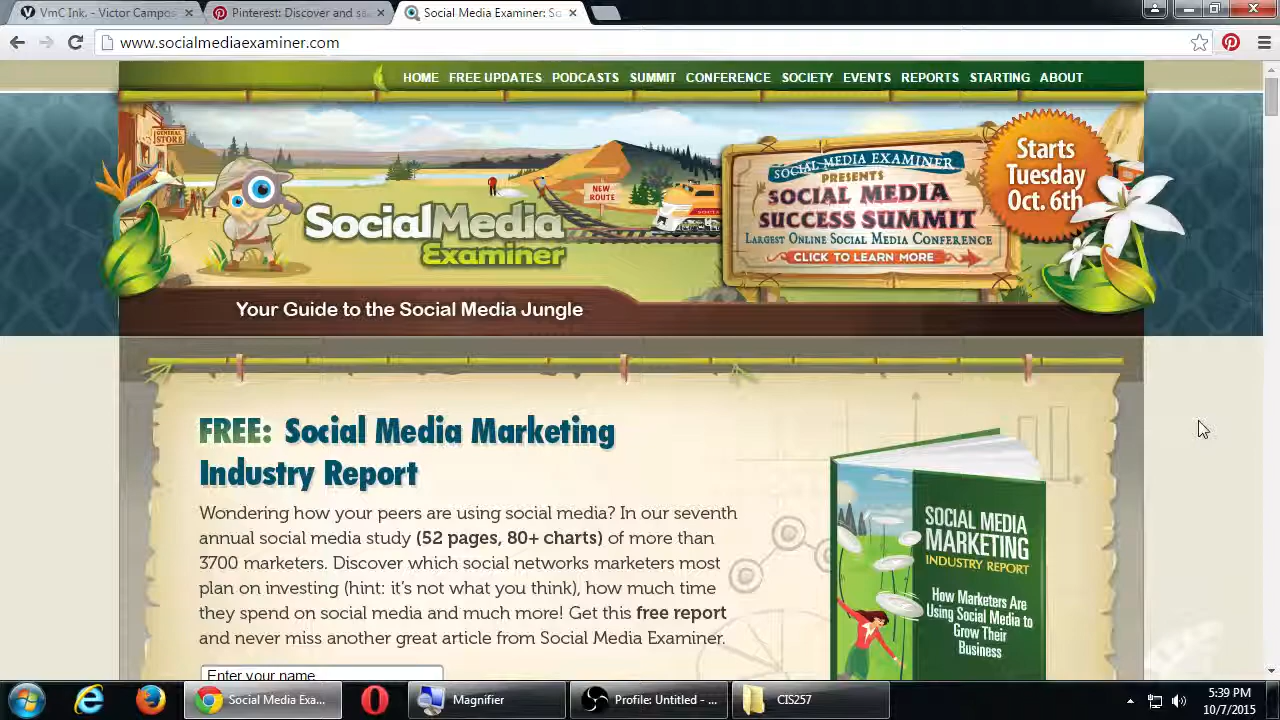 VmC Ink. - Victor Campos
Pinterest: Discover and sa
Social Media Examiner: So
www.socialmediaexaminer.com
HOME FREE UPDATES PODCASTS SUMMIT CONFERENCE SOCIETY EVENTS REPORTS STARTING ABOUT
GENERAL
STORE
NEW
ROUTE
SOCIAL
SocialMedia
Examiner
SOCIAL MEDIA EXAMINER
PRESENTS
SOCIAL MEDIA
SUCCESS SUMMIT
LARGEST ONLINE SOCIAL MEDIA CONFERENCE
CLICK TO LEARN MORE
Starts
Tuesday
Oct. 6th
Your Guide to the Social Media Jungle
FREE: Social Media Marketing
Industry Report
Wondering how your peers are using social media? In our seventh
annual social media study (52 pages, 80+ charts) of more than
3700 marketers. Discover which social networks marketers most
plan on investing (hint: it's not what you think), how much time
they spend on social media and much more! Get this free report
and never miss another great article from Social Media Examiner.
Enter your name
SOCIAL MEDIA
MARKETING
INDUSTRY REPORT
How Marketers Are
Using Social Media to
Grow Their
Business
Social Media Exa...
Magnifier
Profile: Untitled - ...
CIS257
5:39 PM
10/7/2015